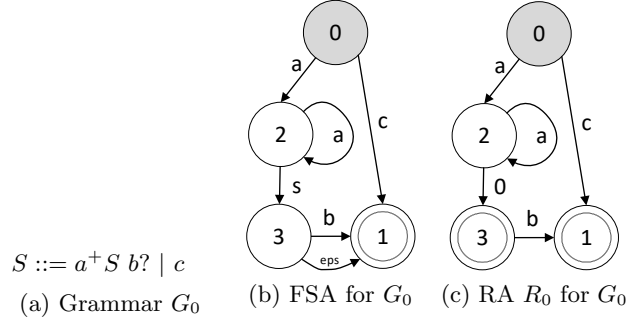 0
a
2
a
c
s
3
b
eps
1
0
a
2
a
c
0
3
b
1
S ::= a⁺S b? | c
(a) Grammar G₀
(b) FSA for G₀
(c) RA R₀ for G₀